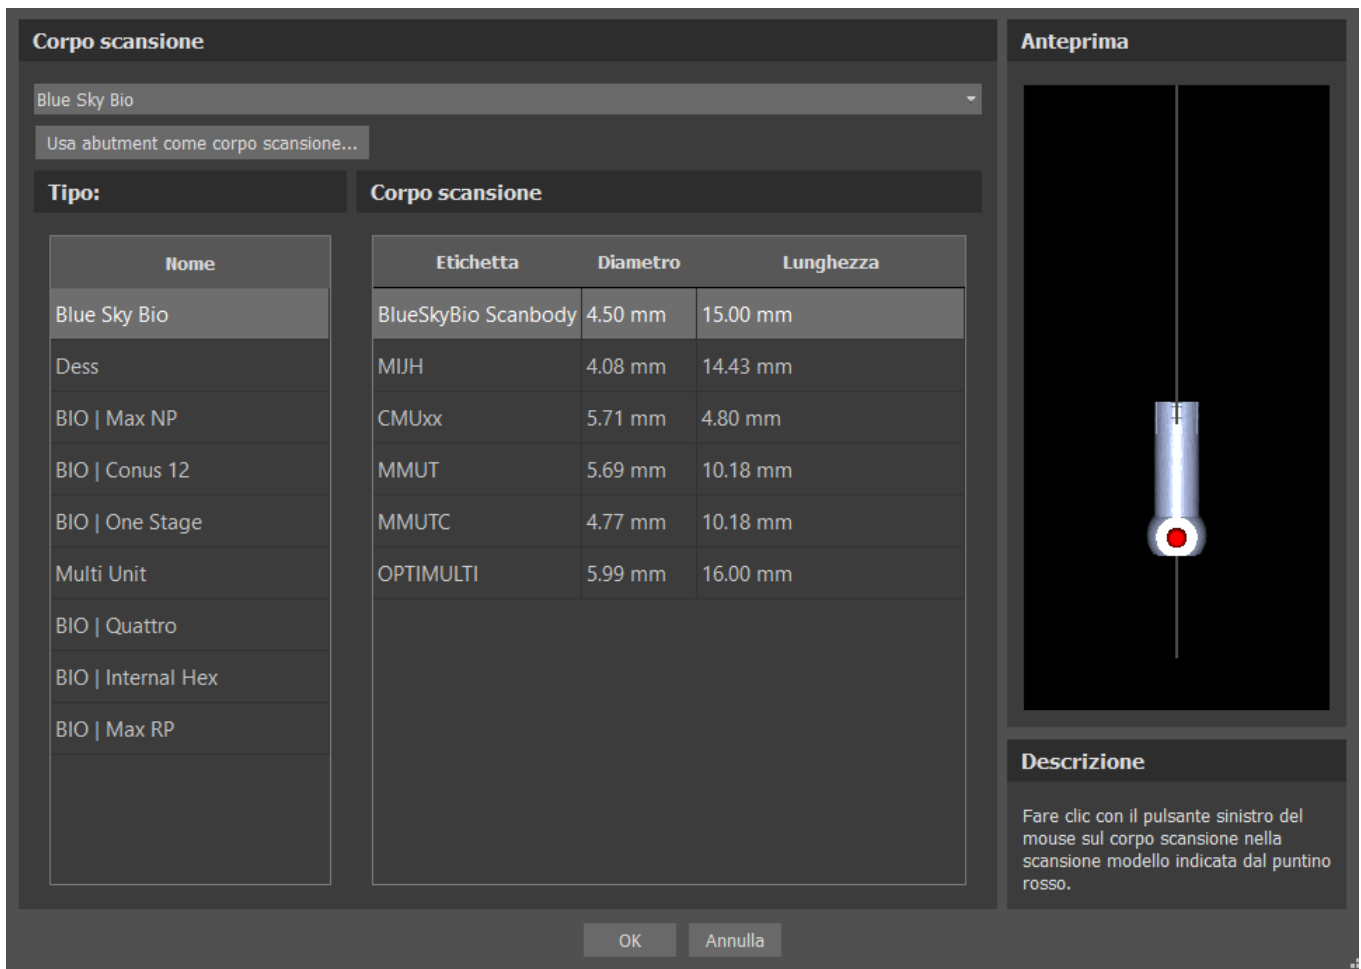 Corpo scansione
Blue Sky Bio
Usa abutment come corpo scansione...
Tipo:
Nome
Blue Sky Bio
Dess
BIO | Max NP
BIO | Conus 12
BIO | One Stage
Multi Unit
BIO | Quattro
BIO | Internal Hex
BIO | Max RP
Corpo scansione
Etichetta Diametro Lunghezza
BlueSkyBio Scanbody 4.50 mm 15.00 mm
MIJH 4.08 mm 14.43 mm
CMUxx 5.71 mm 4.80 mm
MMUT 5.69 mm 10.18 mm
MMUTC 4.77 mm 10.18 mm
OPTIMULTI 5.99 mm 16.00 mm
Anteprima
Descrizione
Fare clic con il pulsante sinistro del
mouse sul corpo scansione nella
scansione modello indicata dal puntino
rosso.
OK Annulla